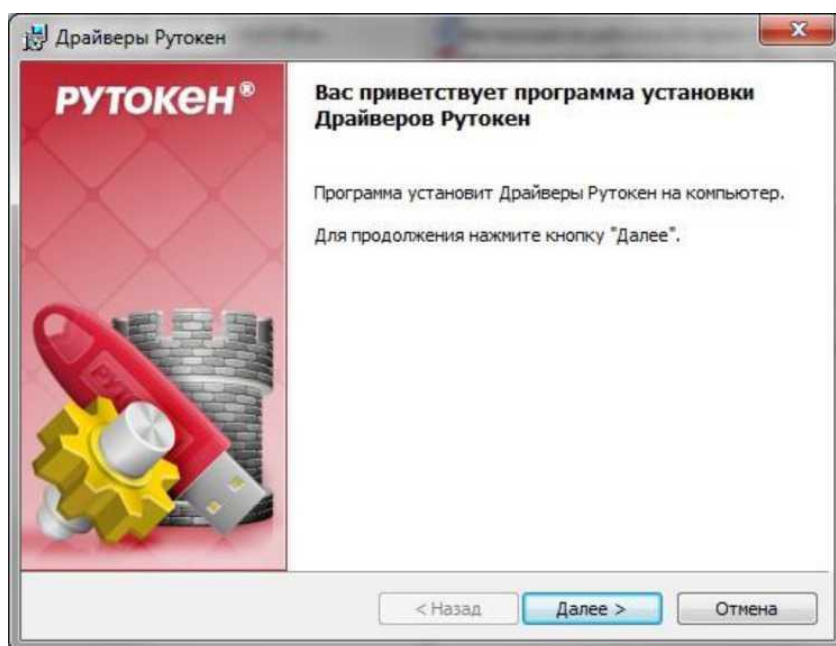 Драйверы Рутокен
РУТОКЕН®
Вас приветствует программа установки
Драйверов Рутокен
Программа установит Драйверы Рутокен на компьютер.
Для продолжения нажмите кнопку "Далее".
< Назад
Далее >
Отмена